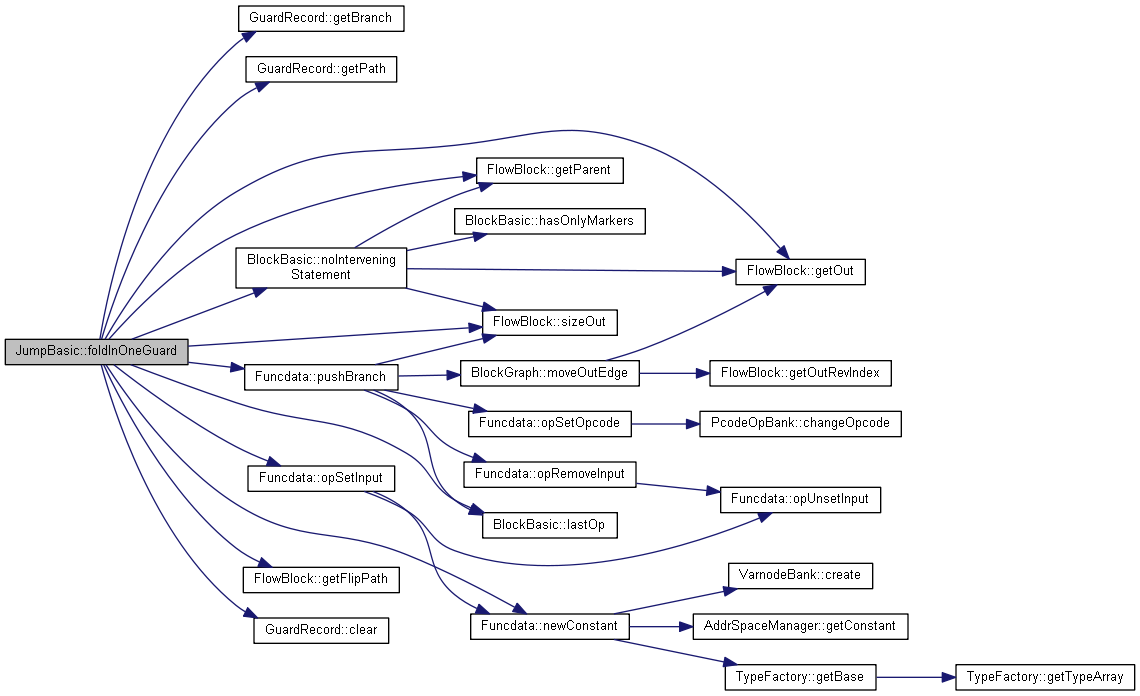 GuardRecord::getBranch
GuardRecord::getPath
FlowBlock::getParent
BlockBasic::hasOnlyMarkers
BlockBasic::noIntervening
Statement
FlowBlock::getOut
FlowBlock::sizeOut
JumpBasic::foldInOneGuard
Funcdata::pushBranch
BlockGraph::moveOutEdge
FlowBlock::getOutRevIndex
Funcdata::opSetOpcode
PcodeOpBank::changeOpcode
Funcdata::opSetInput
Funcdata::opRemoveInput
Funcdata::opUnsetInput
BlockBasic::lastOp
FlowBlock::getFlipPath
VarnodeBank::create
GuardRecord::clear
Funcdata::newConstant
AddrSpaceManager::getConstant
TypeFactory::getBase
TypeFactory::getTypeArray